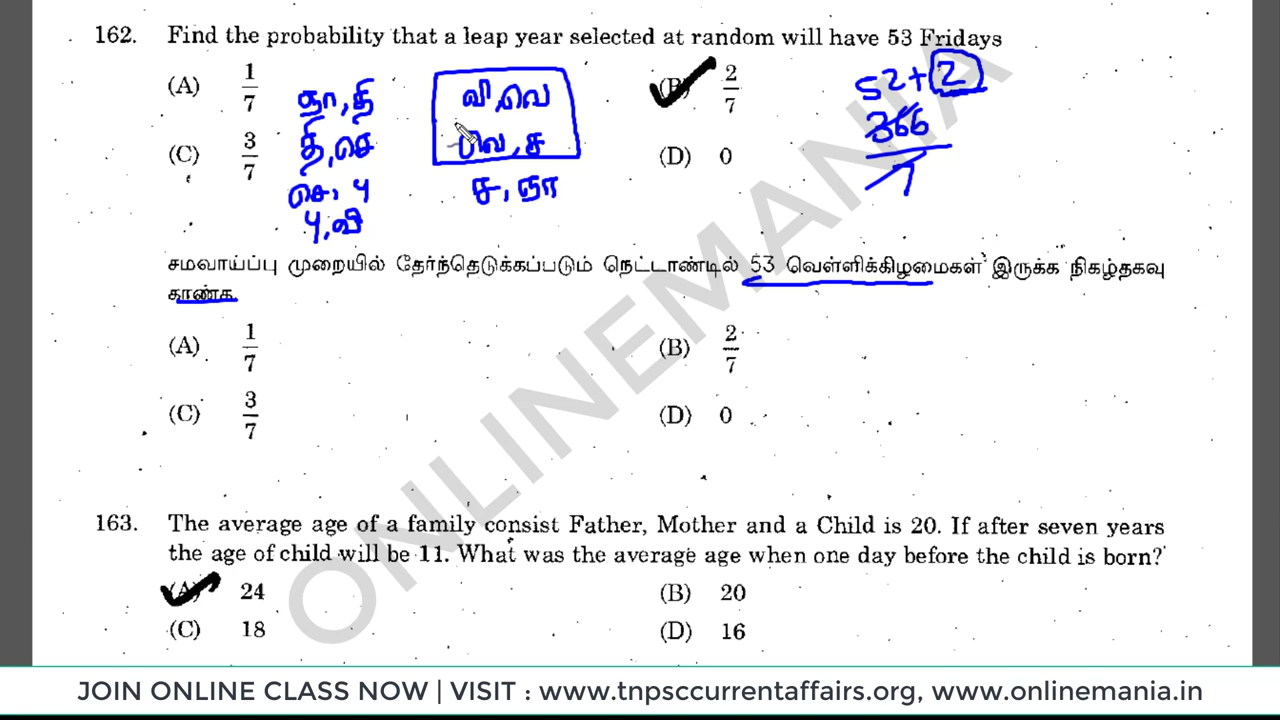 162. Find the probability that a leap year selected at random will have 53 Fridays
(A) 1/7
(B) 2/7
(C) 3/7
(D) 0
ஞா, தி
தி, செ
செ, பு
பு, வி
வி, வெ
வெ, ச
ச, ஞா
52+2
366
7
சமவாய்ப்பு முறையில் தேர்ந்தெடுக்கப்படும் நெட்டாண்டில் 53 வெள்ளிக்கிழமைகள் இருக்க நிகழ்தகவு
காண்க.
(A) 1/7
(B) 2/7
(C) 3/7
(D) 0
163. The average age of a family consist Father, Mother and a Child is 20. If after seven years
the age of child will be 11. What was the average age when one day before the child is born?
(A) 24
(B) 20
(C) 18
(D) 16
ONLINEMANIA
JOIN ONLINE CLASS NOW | VISIT : www.tnpsccurrentaffairs.org, www.onlinemania.in